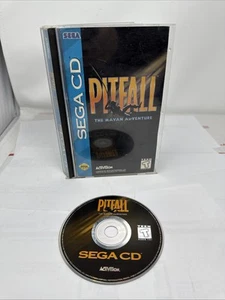 SEGA
SEGA CD
PITFALL
THE MAYAN ADVENTURE
ACTIVISION
PITFALL
SEGA CD
ACTIVISION